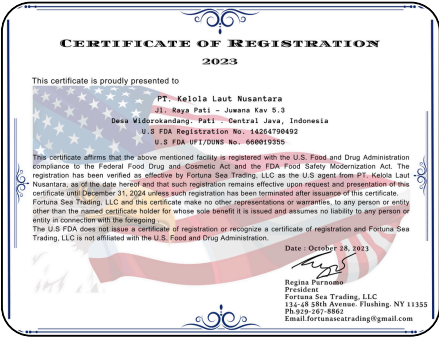 CERTIFICATE OF REGISTRATION
2023
This certificate is proudly presented to
PT. Kelola Laut Nusantara
Jl. Raya Pati - Juwana Kav 5.3
Desa Widorokandang. Pati . Central Java, Indonesia
U.S FDA Registration No. 14264790492
U.S FDA UFI/DUNS No. 660019355
This certificate affirms that the above mentioned facility is registered with the U.S. Food and Drug Administration
compliance to the Federal Food Drug and Cosmetic Act and the FDA Food Safety Modernization Act. The
registration has been verified as effective by Fortuna Sea Trading, LLC as the US agent from PT. Kelola Laut
Nusantara, as of the date hereof and that such registration remains effective upon request and presentation of this
certificate until December 31, 2024 unless such registration has been terminated after issuance of this certificate.
Fortuna Sea Trading, LLC and this certificate make no other representations or warranties, to any person or entity
other than the named certificate holder for whose sole benefit it is issued and assumes no liability to any person or
entity in connection with the foregoing
The U.S FDA does not issue a certificate of registration or recognize a certificate of registration and Fortuna Sea
Trading, LLC is not affiliated with the U.S. Food and Drug Administration.
Date : October 28, 2023
Regina Purnomo
President
Fortuna Sea Trading, LLC
134-48 58th Avenue. Flushing. NY 11355
Ph.929-267-8862
Email.fortunaseatrading@gmail.com